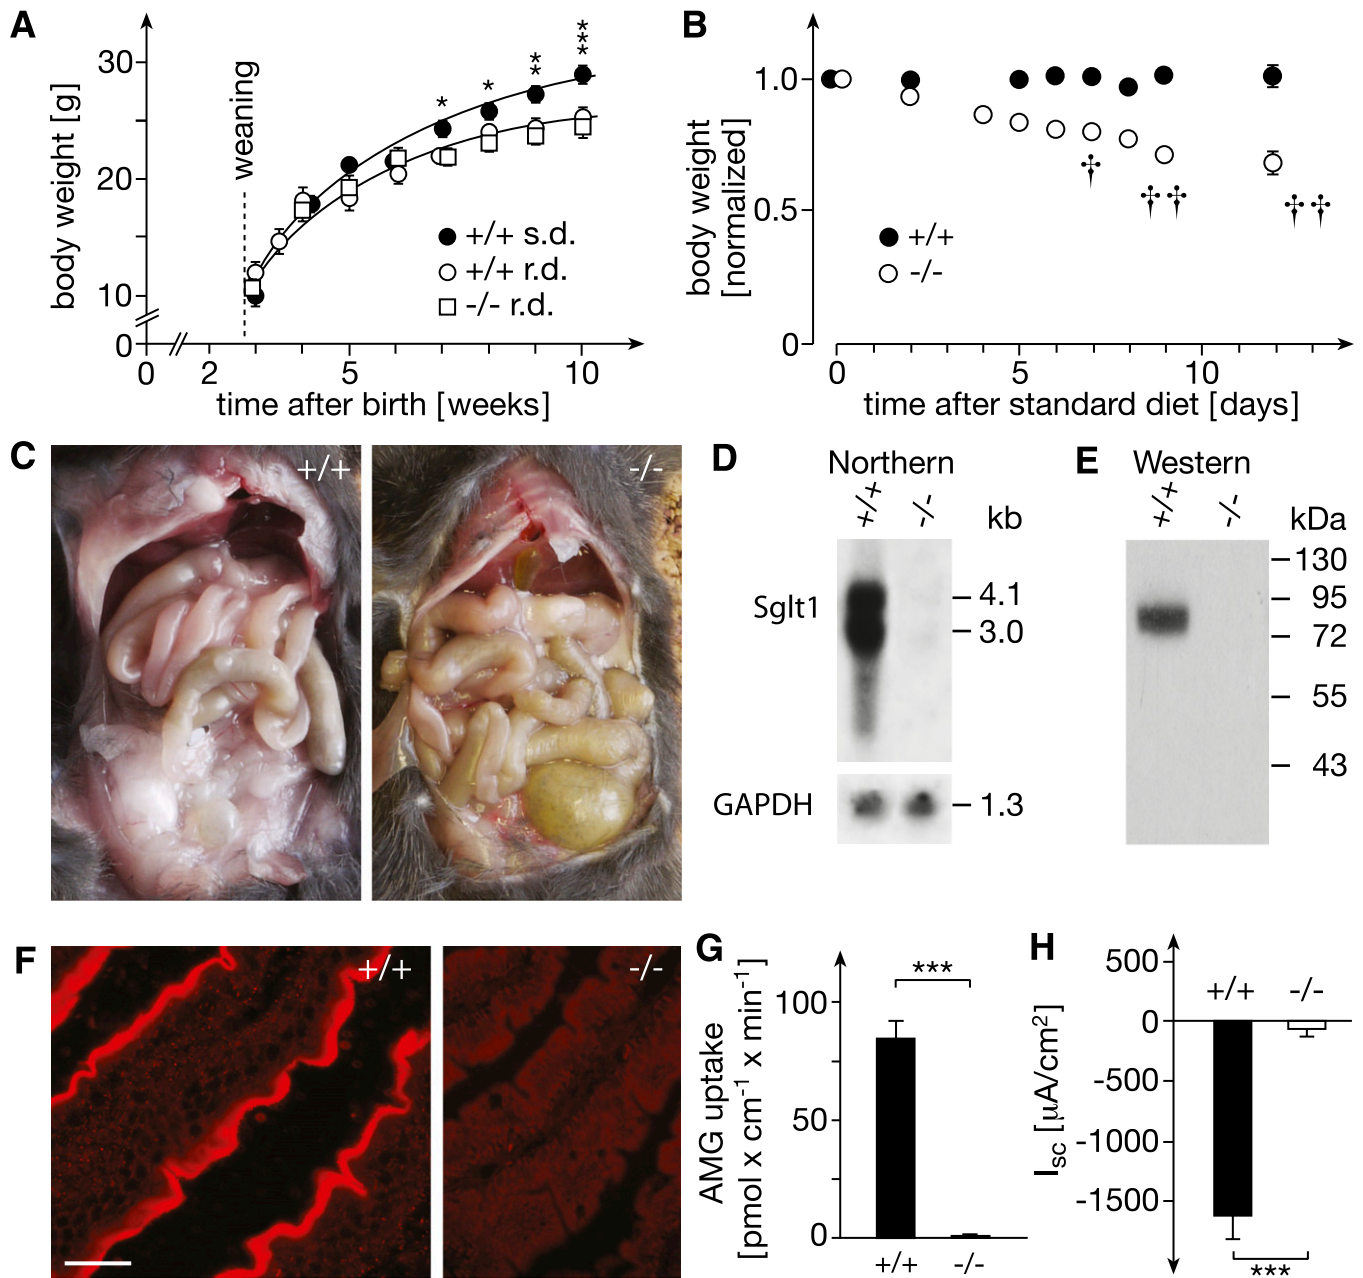 A
body weight [g]
30
20
10
0
weaning
*
*
**
***
+/+ s.d.
+/+ r.d.
-/- r.d.
0 2 5 10
time after birth [weeks]
B
body weight
[normalized]
1.0
0.5
0
†
††
††
+/+
-/-
0 5 10
time after standard diet [days]
C
+/+
-/-
D
Northern
+/+ -/- kb
Sglt1
4.1
3.0
GAPDH
1.3
E
Western
+/+ -/- kDa
130
95
72
55
43
F
+/+
-/-
G
AMG uptake
[pmol x cm⁻¹ x min⁻¹]
100
50
0
***
+/+ -/-
H
Isc [µA/cm²]
500
0
-500
-1000
-1500
+/+ -/-
***